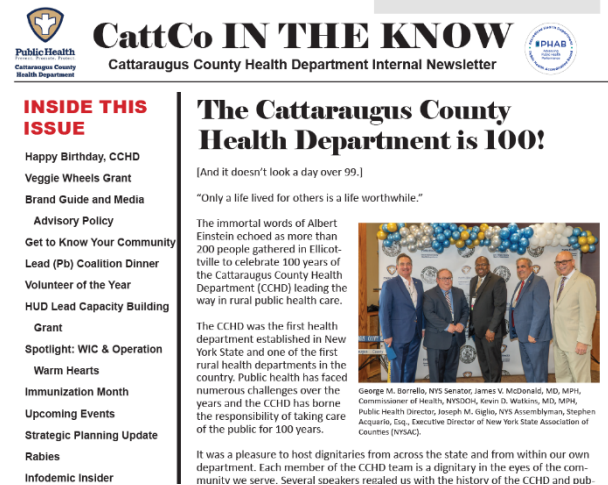 PublicHealth
Cattaraugus County
Health Department
CattCo IN THE KNOW
Cattaraugus County Health Department Internal Newsletter
PHAB
INSIDE THIS
ISSUE
Happy Birthday, CCHD
Veggie Wheels Grant
Brand Guide and Media
Advisory Policy
Get to Know Your Community
Lead (Pb) Coalition Dinner
Volunteer of the Year
HUD Lead Capacity Building
Grant
Spotlight: WIC & Operation
Warm Hearts
Immunization Month
Upcoming Events
Strategic Planning Update
Rabies
Infodemic Insider
The Cattaraugus County
Health Department is 100!
[And it doesn't look a day over 99.]
"Only a life lived for others is a life worthwhile."
The immortal words of Albert
Einstein echoed as more than
200 people gathered in Ellicot-
tville to celebrate 100 years of
the Cattaraugus County Health
Department (CCHD) leading the
way in rural public health care.
The CCHD was the first health
department established in New
York State and one of the first
rural health departments in the
country. Public health has faced
numerous challenges over the
years and the CCHD has borne
the responsibility of taking care
of the public for 100 years.
George M. Borrello, NYS Senator, James V. McDonald, MD, MPH,
Commissioner of Health, NYSDOH, Kevin D. Watkins, MD, MPH,
Public Health Director, Joseph M. Giglio, NYS Assemblyman, Stephen
Acquario, Esq., Executive Director of New York State Association of
Counties (NYSAC).
It was a pleasure to host dignitaries from across the state and from within our own
department. Each member of the CCHD team is a dignitary in the eyes of the com-
munity we serve. Several speakers regaled us with the history of the CCHD and pub-